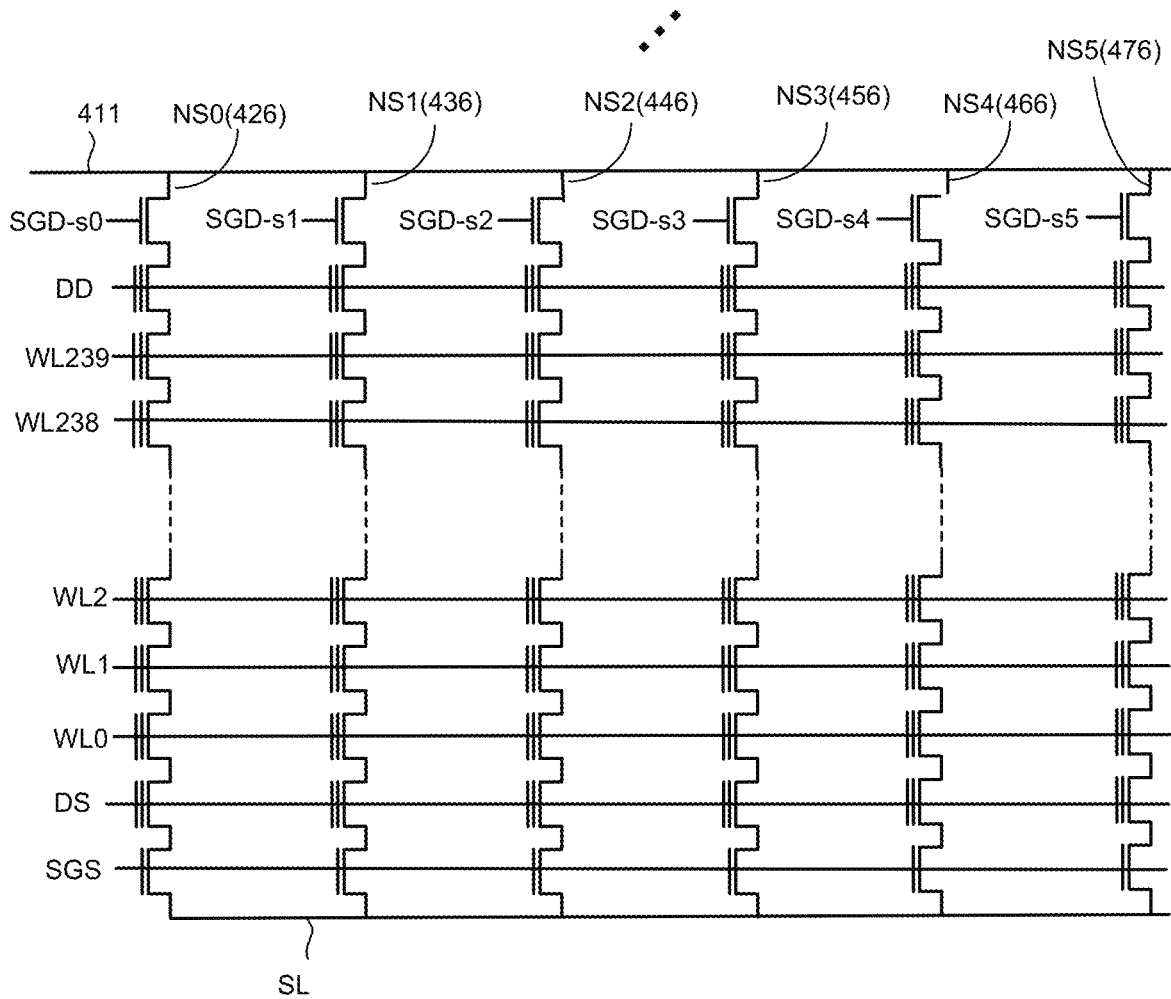 NS5(476)
411
NS0(426)
NS1(436)
NS2(446)
NS3(456)
NS4(466)
SGD-s0
SGD-s1
SGD-s2
SGD-s3
SGD-s4
SGD-s5
DD
WL239
WL238
WL2
WL1
WL0
DS
SGS
SL